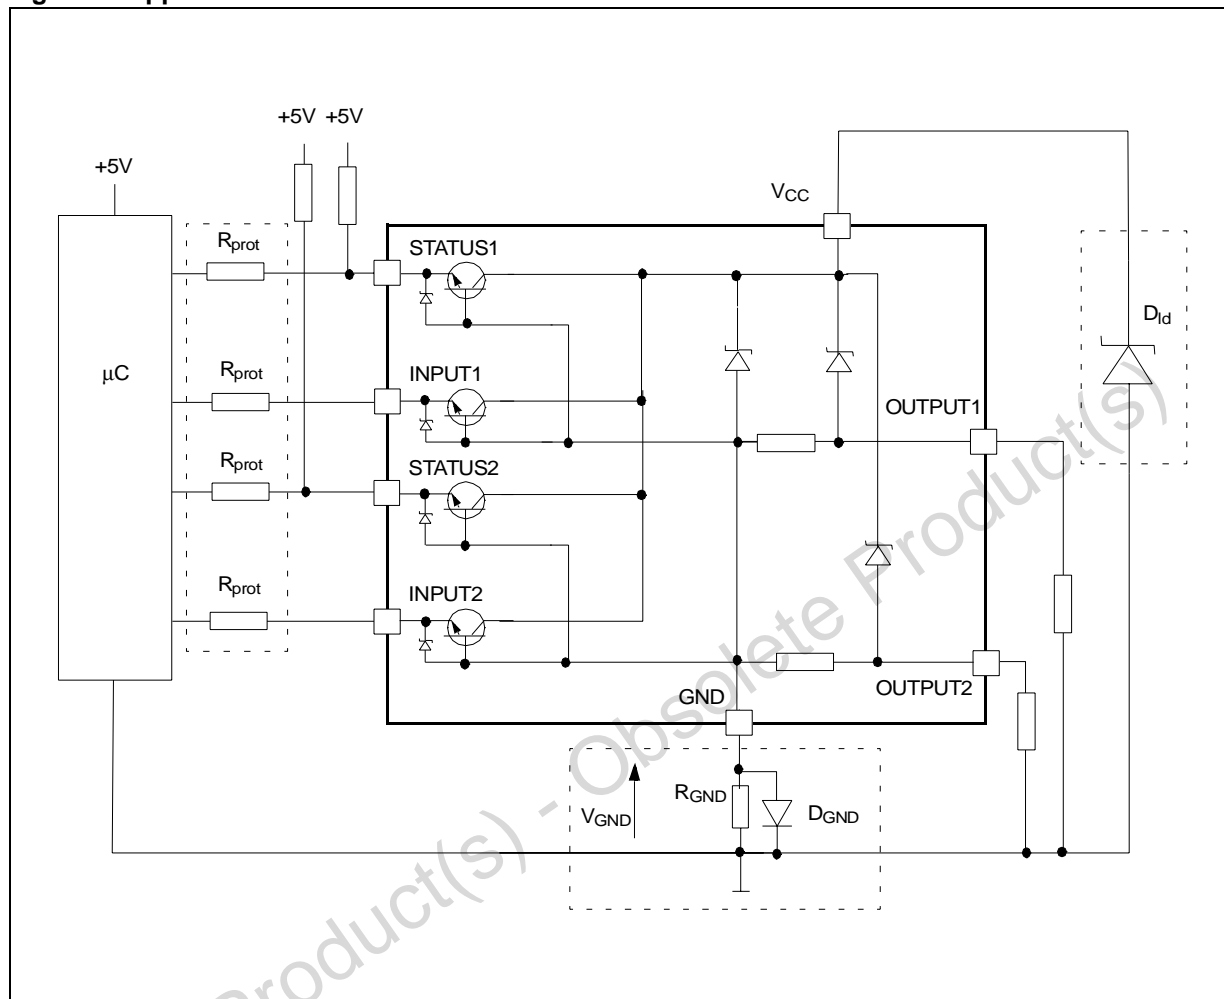 +5V +5V
+5V
VCC
Rprot
STATUS1
Dld
μC
Rprot
INPUT1
OUTPUT1
Rprot
STATUS2
Rprot
INPUT2
OUTPUT2
GND
RGND
VGND
DGND
Product(s) - Obsolete Product(s)